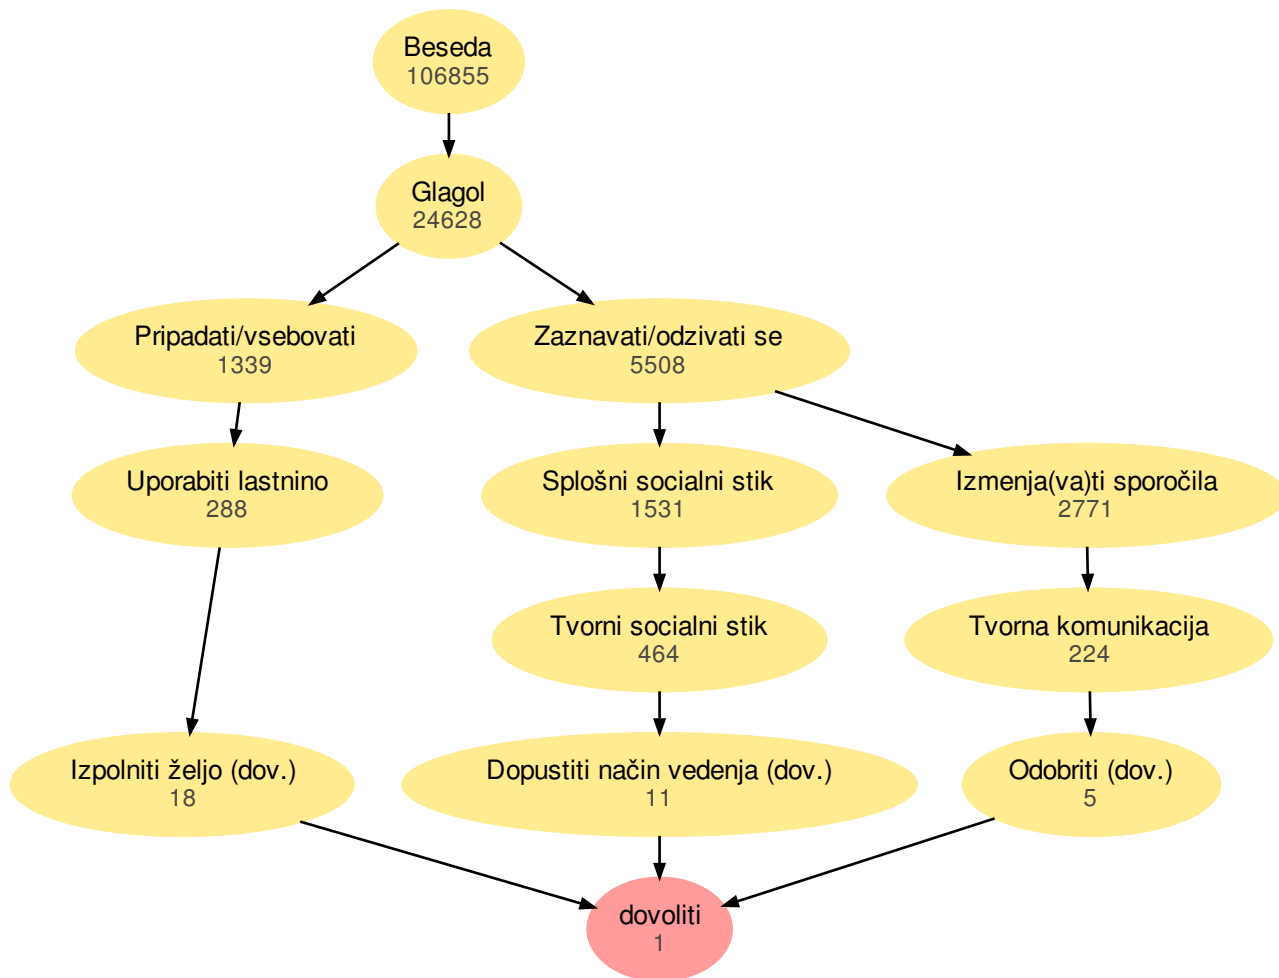 Beseda
106855
Glagol
24628
Pripadati/vsebovati
1339
Zaznavati/odzivati se
5508
Uporabiti lastnino
288
Splošni socialni stik
1531
Izmenja(va)ti sporočila
2771
Tvorni socialni stik
464
Tvorna komunikacija
224
Izpolniti željo (dov.)
18
Dopustiti način vedenja (dov.)
11
Odobriti (dov.)
5
dovoliti
1